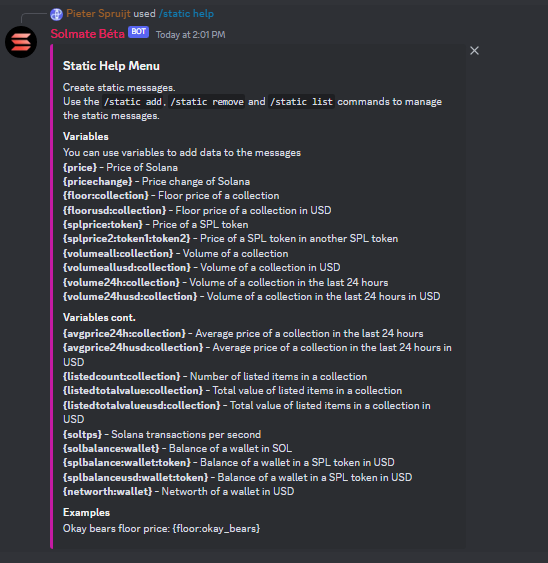 Pieter Spruijt used /static help
Solmate Béta BOT Today at 2:01 PM
Static Help Menu
Create static messages.
Use the /static add, /static remove and /static list commands to manage
the static messages.
Variables
You can use variables to add data to the messages
{price} - Price of Solana
{pricechange} - Price change of Solana
{floor:collection} - Floor price of a collection
{floorusd:collection} - Floor price of a collection in USD
{splprice:token} - Price of a SPL token
{splprice2:token1:token2} - Price of a SPL token in another SPL token
{volumeall:collection} - Volume of a collection
{volumeallusd:collection} - Volume of a collection in USD
{volume24h:collection} - Volume of a collection in the last 24 hours
{volume24husd:collection} - Volume of a collection in the last 24 hours in USD
Variables cont.
{avgprice24h:collection} - Average price of a collection in the last 24 hours
{avgprice24husd:collection} - Average price of a collection in the last 24 hours in
USD
{listedcount:collection} - Number of listed items in a collection
{listedtotalvalue:collection} - Total value of listed items in a collection
{listedtotalvalueusd:collection} - Total value of listed items in a collection in
USD
{soltps} - Solana transactions per second
{solbalance:wallet} - Balance of a wallet in SOL
{splbalance:wallet:token} - Balance of a wallet in a SPL token in USD
{splbalanceusd:wallet:token} - Balance of a wallet in a SPL token in USD
{networth:wallet} - Networth of a wallet in USD
Examples
Okay bears floor price: {floor:okay_bears}